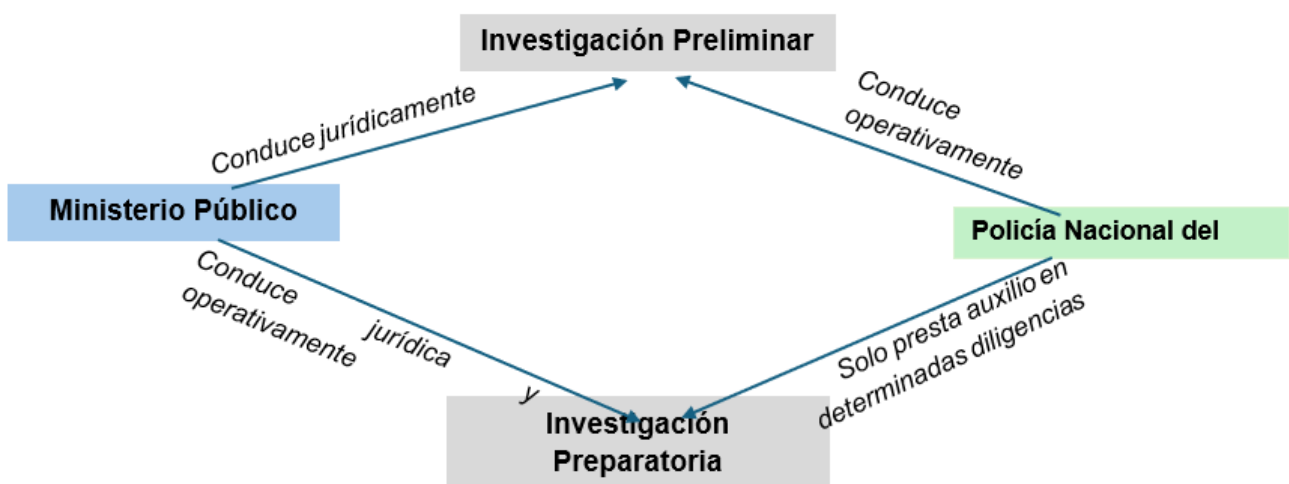 Investigación Preliminar
Conduce jurídicamente
Conduce
operativamente
Ministerio Público
Policía Nacional del
Conduce jurídica y
operativamente
Solo presta auxilio en
determinadas diligencias
Investigación
Preparatoria